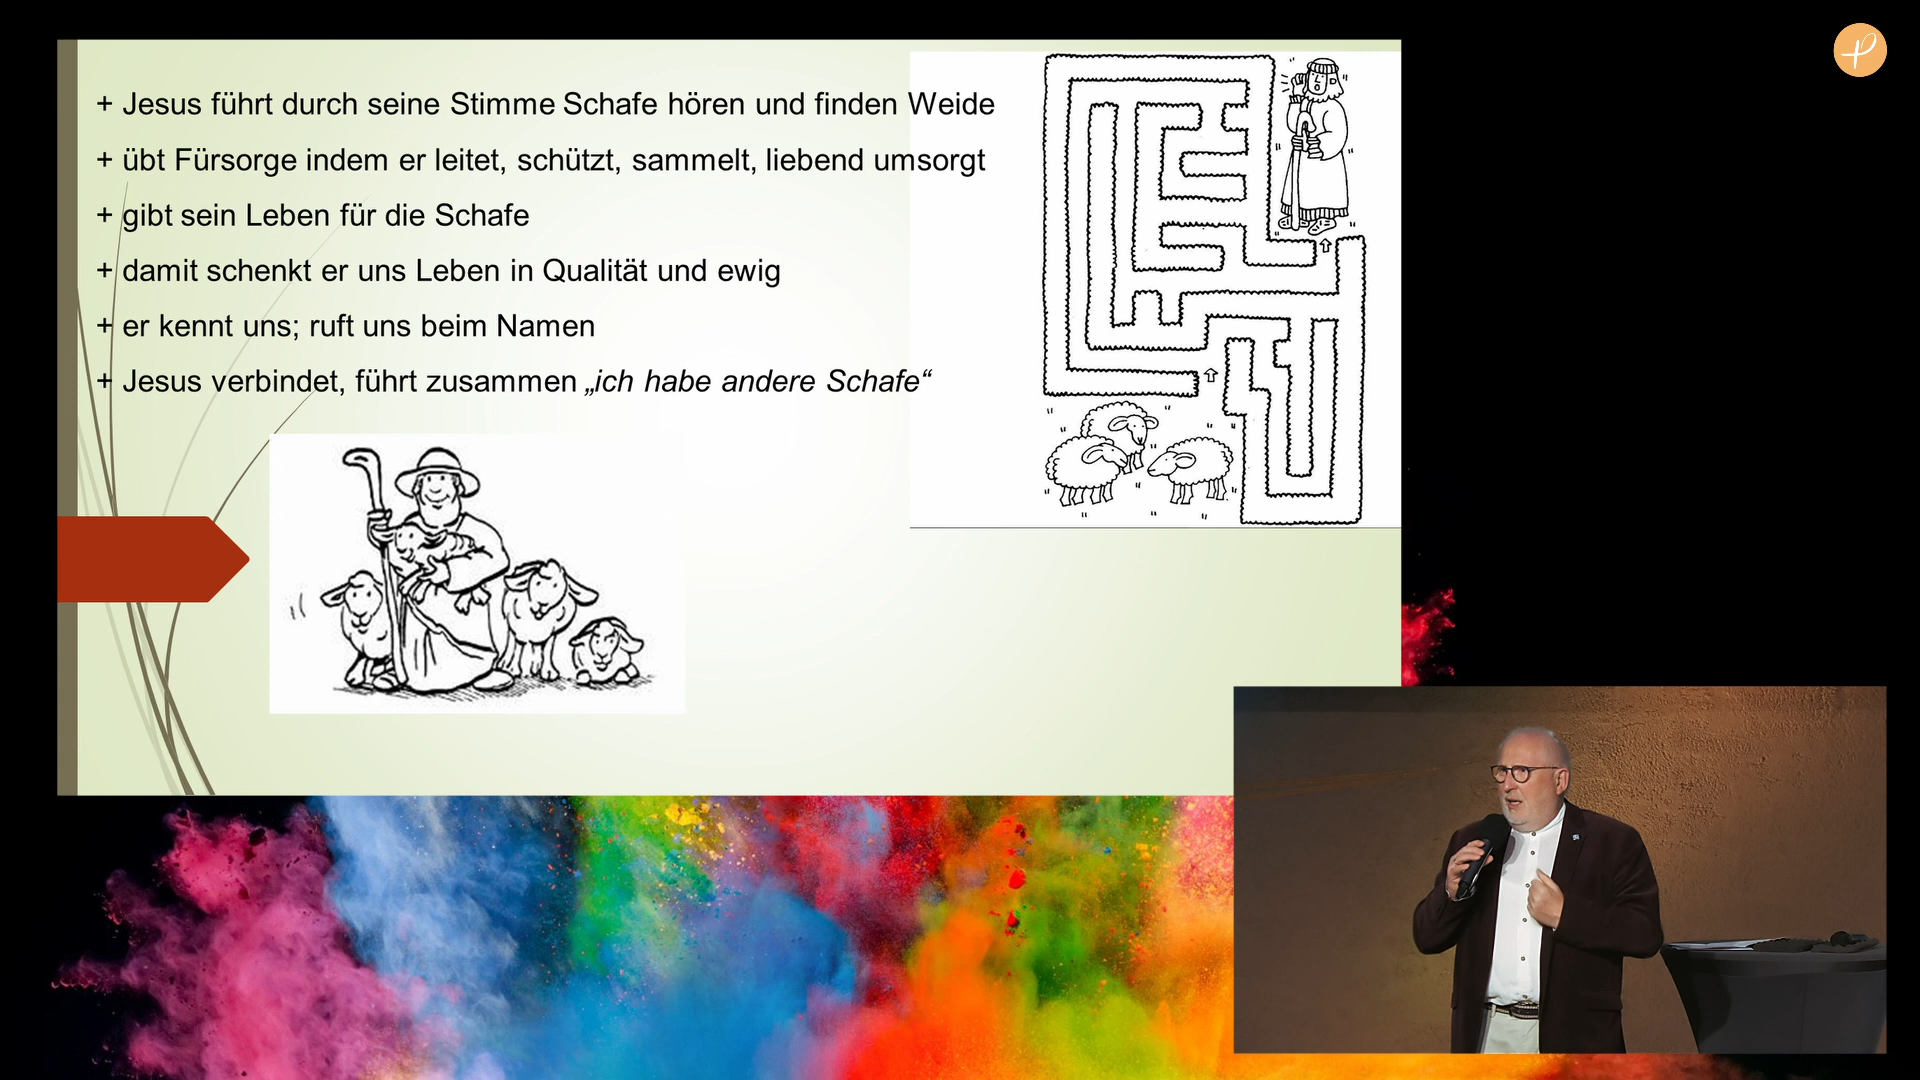 + Jesus führt durch seine Stimme Schafe hören und finden Weide
+ übt Fürsorge indem er leitet, schützt, sammelt, liebend umsorgt
+ gibt sein Leben für die Schafe
+ damit schenkt er uns Leben in Qualität und ewig
+ er kennt uns; ruft uns beim Namen
+ Jesus verbindet, führt zusammen „ich habe andere Schafe“